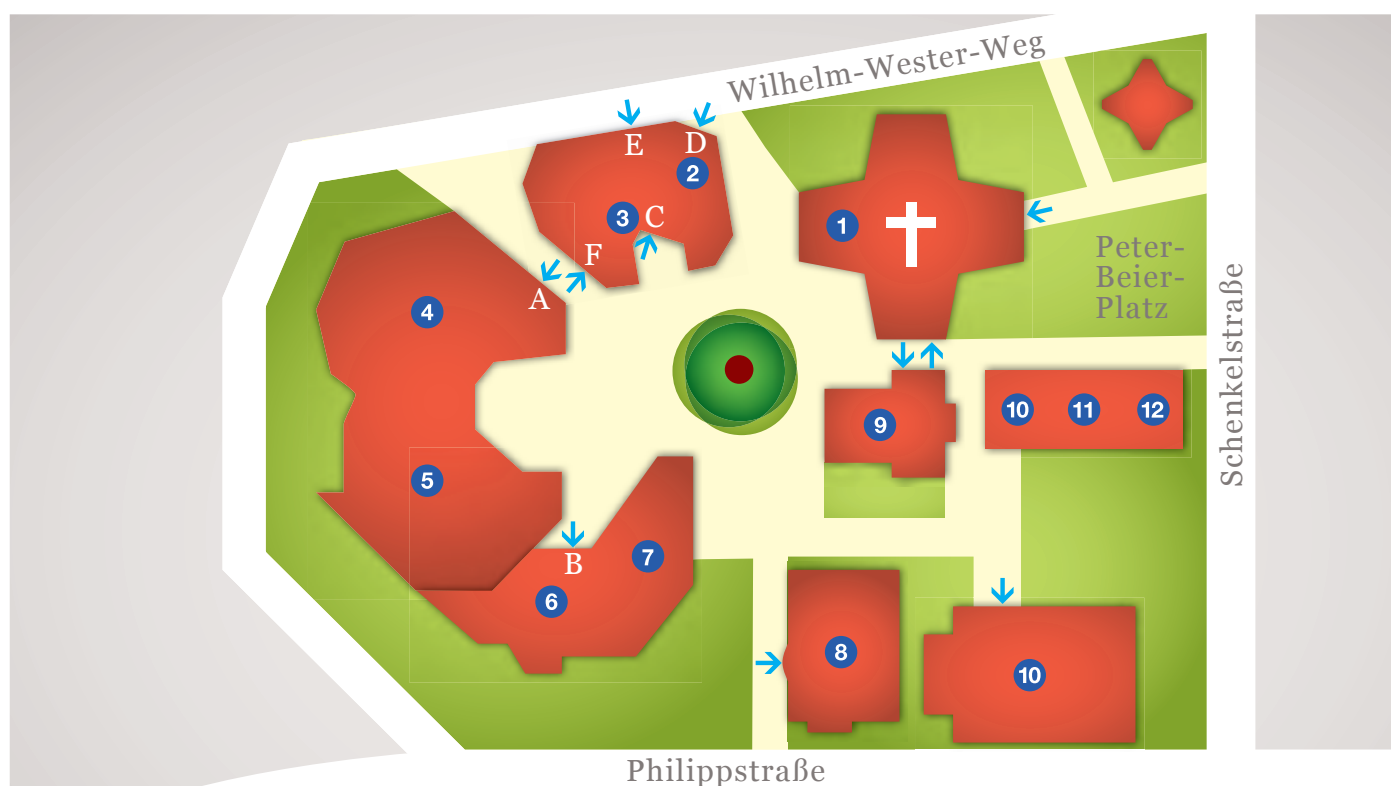 Wilhelm-Wester-Weg
E
D
2
3
C
1
F
A
Peter-
Beier-
Platz
4
Schenkelstraße
9
10
11
12
5
B
7
6
8
10
Philippstraße